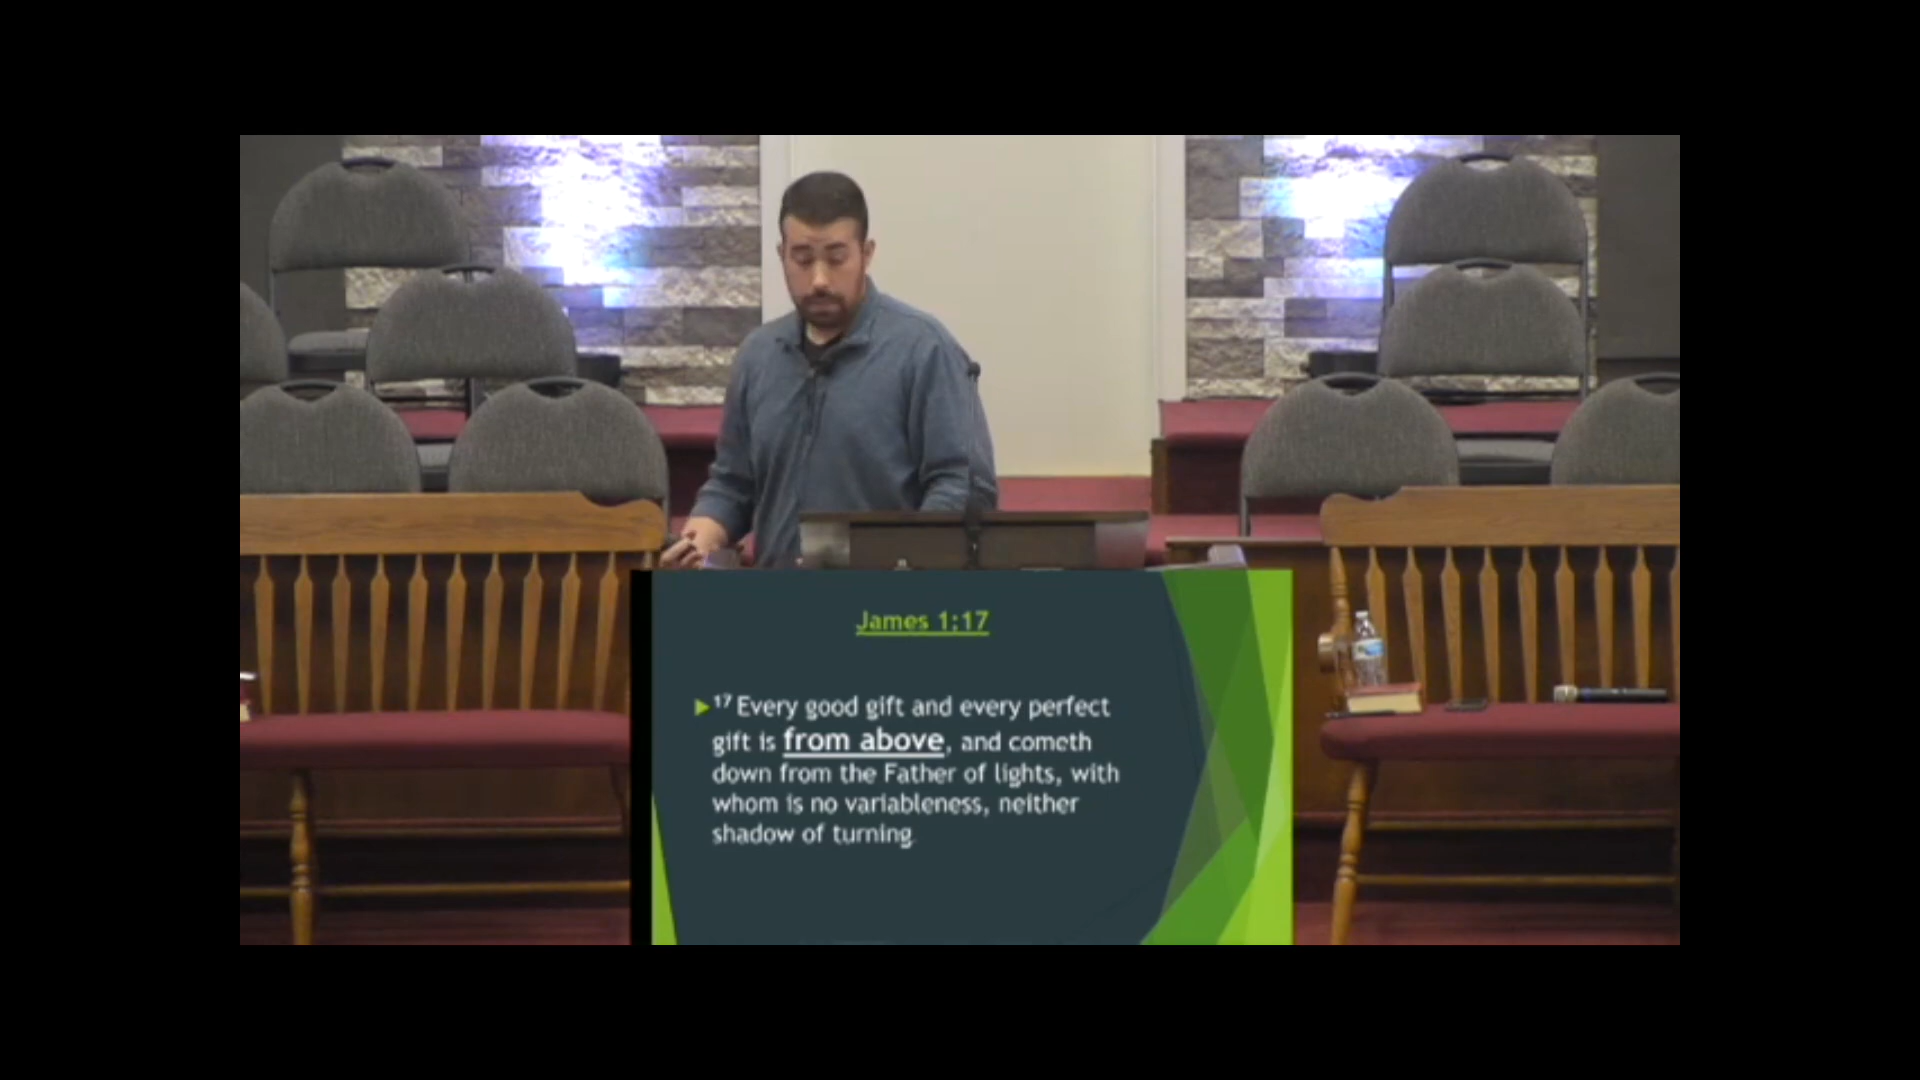 James 1:17
17 Every good gift and every perfect
gift is from above, and cometh
down from the Father of lights, with
whom is no variableness, neither
shadow of turning.